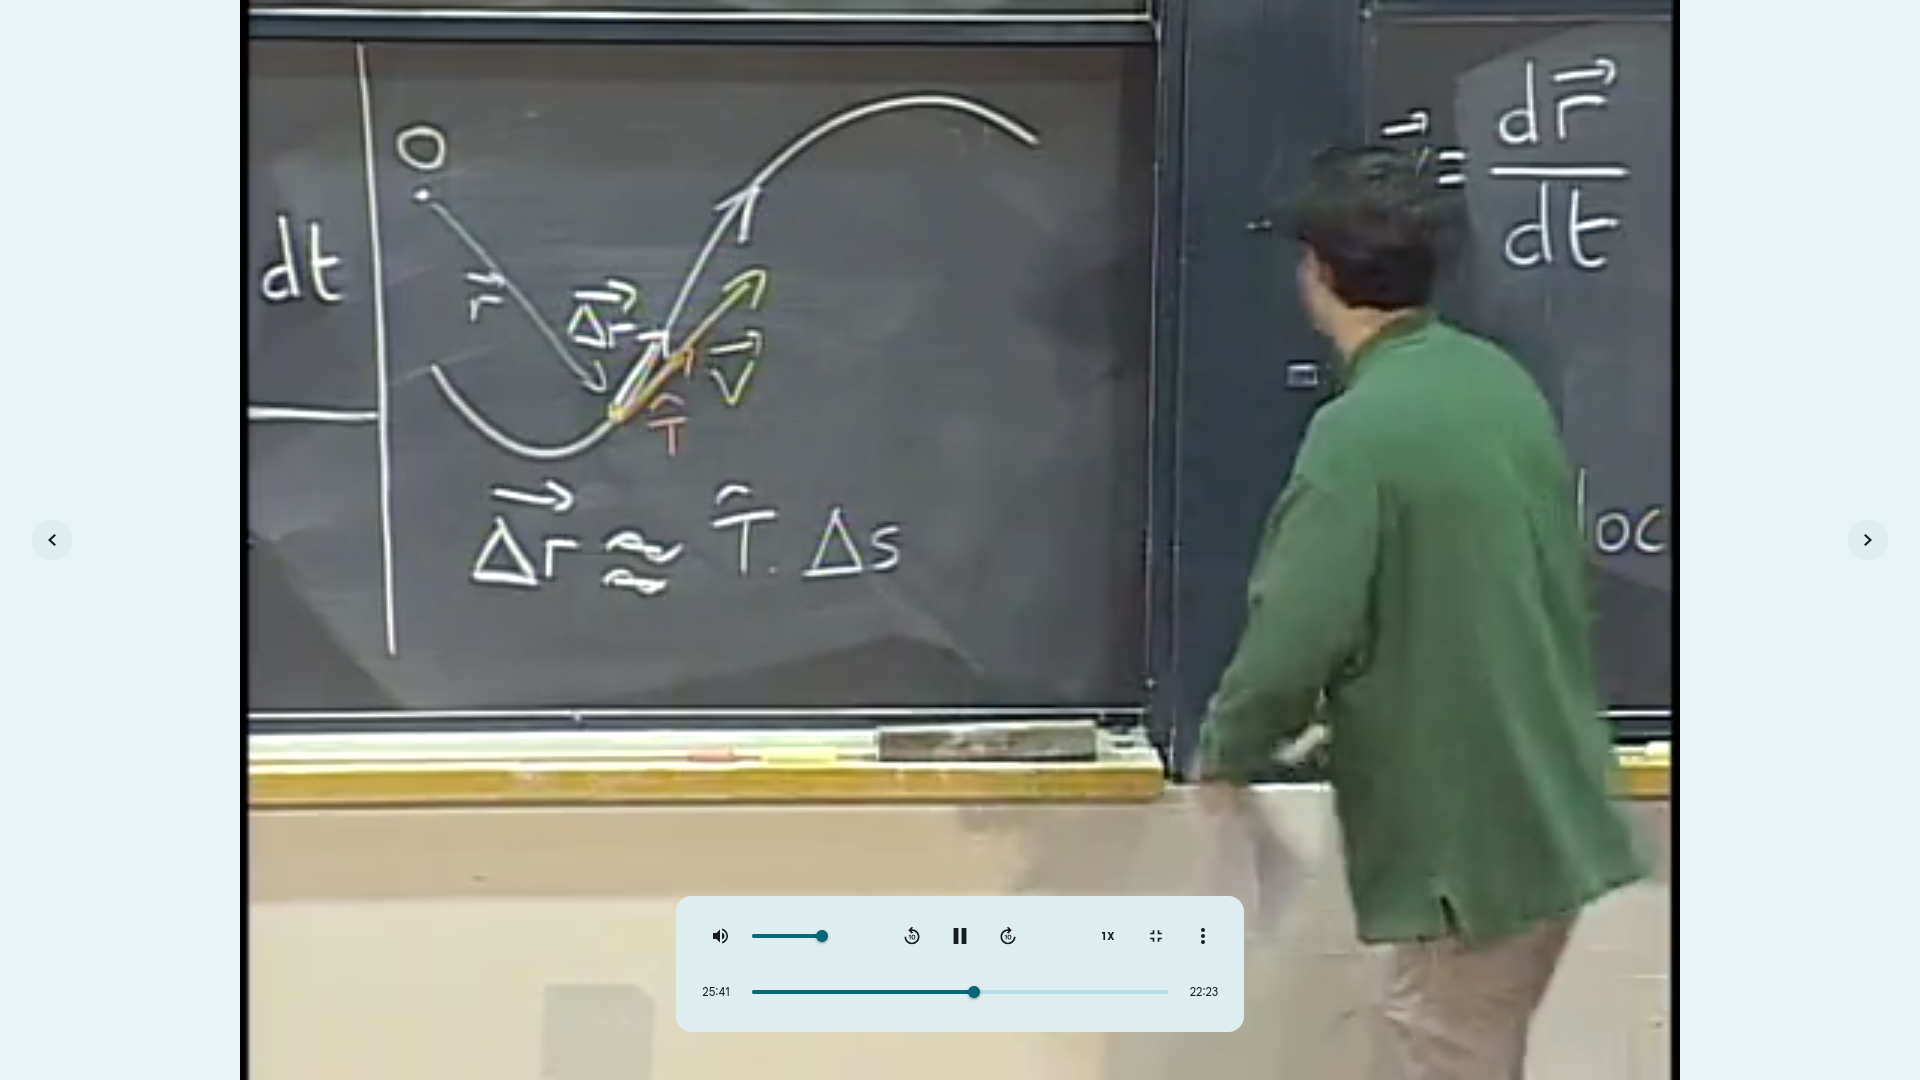 dt
O
r⃗
Δr⃗
v⃗
T̂
Δr⃗ ≈ T̂ . Δs
= dr⃗
dt
loc
1X
25:41
22:23